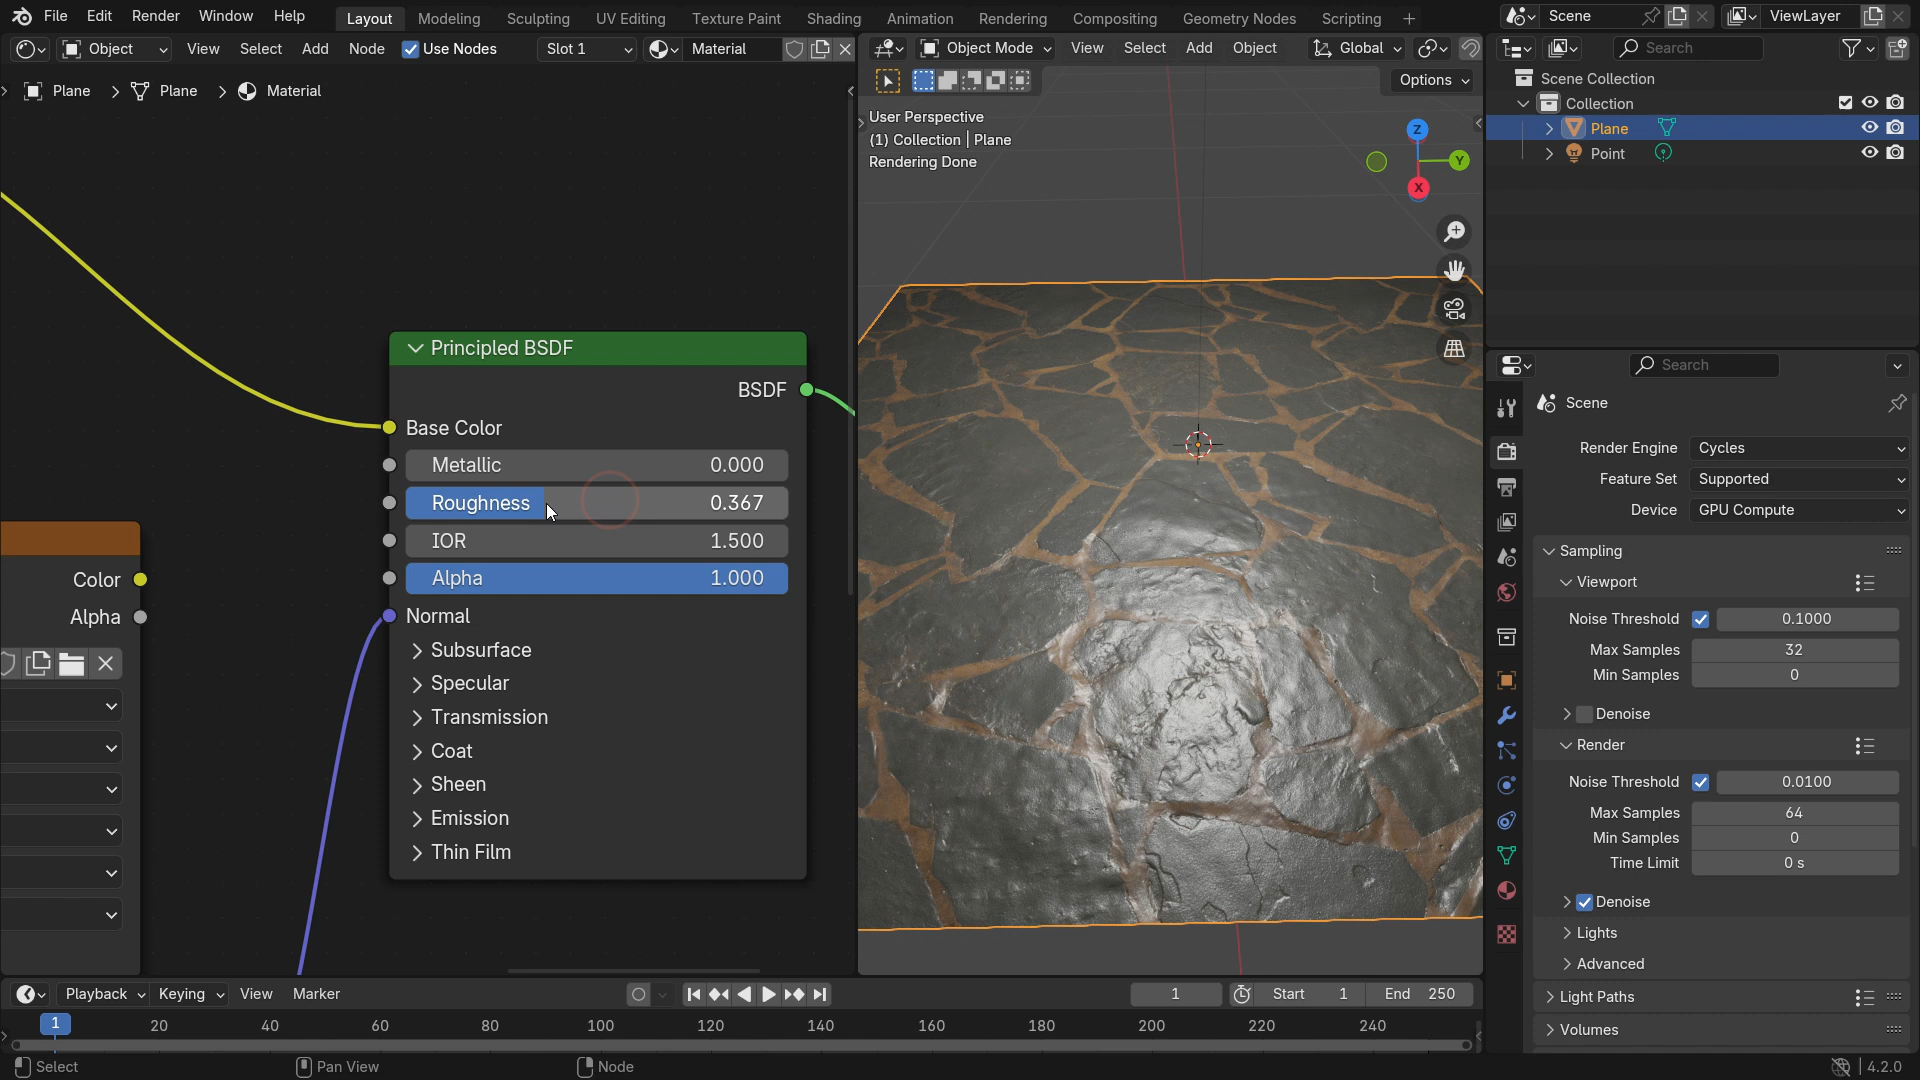 File Edit Render Window Help Layout Modeling Sculpting UV Editing Texture Paint Shading Animation Rendering Compositing Geometry Nodes Scripting + Scene ViewLayer
Object View Select Add Node Use Nodes Slot 1 Material
Object Mode View Select Add Object Global
Search
Plane Plane Material
Options
User Perspective
(1) Collection | Plane
Rendering Done
Z
Y
X
Scene Collection
Collection
Plane
Point
Principled BSDF
BSDF
Base Color
Metallic 0.000
Roughness 0.367
IOR 1.500
Alpha 1.000
Normal
Subsurface
Specular
Transmission
Coat
Sheen
Emission
Thin Film
Color
Alpha
Search
Scene
Render Engine Cycles
Feature Set Supported
Device GPU Compute
Sampling
Viewport
Noise Threshold 0.1000
Max Samples 32
Min Samples 0
Denoise
Render
Noise Threshold 0.0100
Max Samples 64
Min Samples 0
Time Limit 0 s
Denoise
Lights
Advanced
Light Paths
Volumes
Playback Keying View Marker 1 Start 1 End 250
1 20 40 60 80 100 120 140 160 180 200 220 240
Select Pan View Node 4.2.0